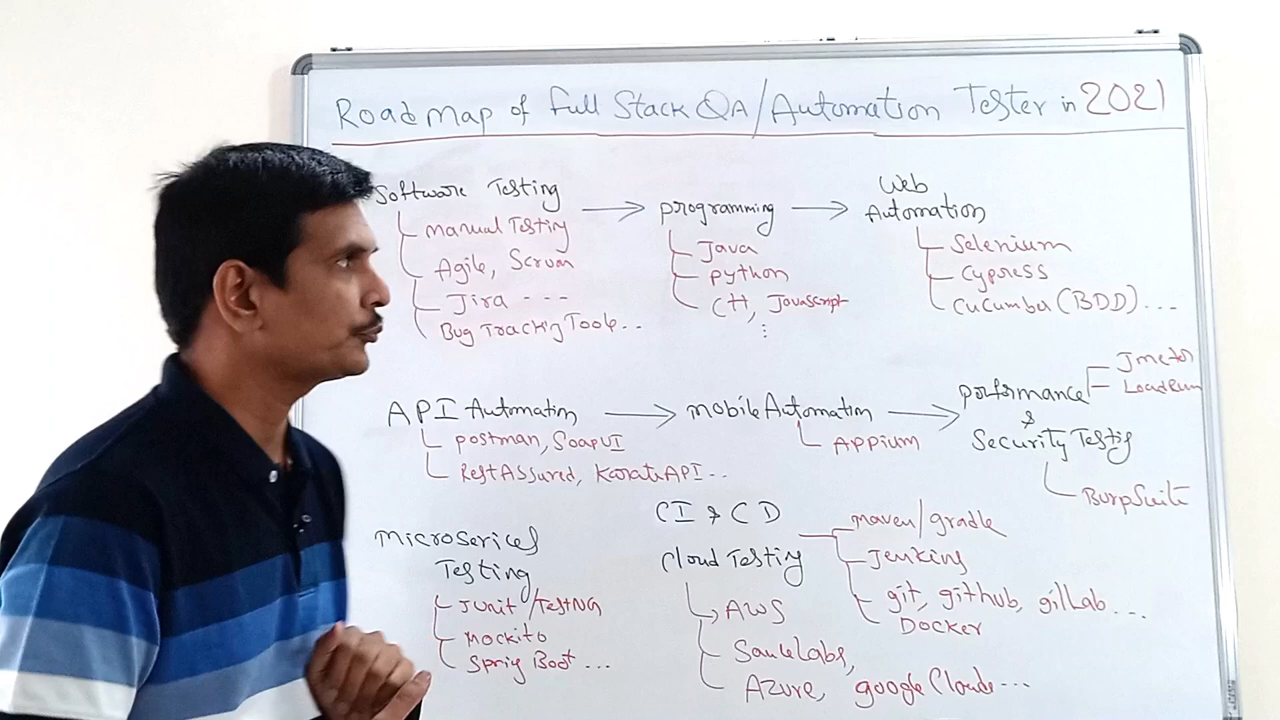 Road Map of Full Stack QA/Automation Tester in 2021
Software Testing
Manual Testing
Agile, Scrum
Jira ---
Bug Tracking Tools..
programming
Java
python
C++, JavaScript
Web
Automation
Selenium
Cypress
Cucumber (BDD)...
API Automation
postman, SoapUI
RestAssured, KarateAPI..
Mobile Automation
Appium
performance
&
Security Testing
Jmeter
LoadRun
BurpSuite
Microserices
Testing
Junit/TestNG
Mockito
Spring Boot ...
CI & CD
maven/gradle
Jenkins
git, github, gitlab...
Docker
Cloud Testing
AWS
SauceLabs,
Azure, google Clouds...